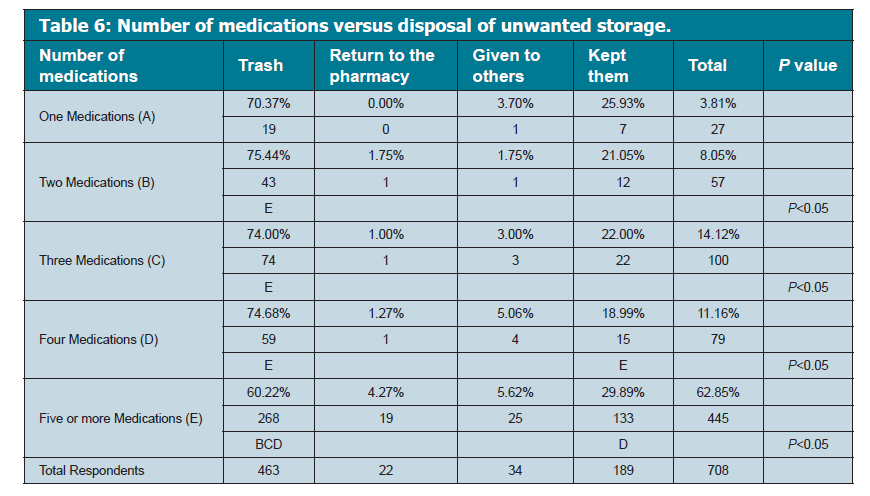 Table 6: Number of medications versus disposal of unwanted storage.
Number of medications Trash Return to the pharmacy Given to others Kept them Total P value
One Medications (A) 70.37% 0.00% 3.70% 25.93% 3.81%
19 0 1 7 27
Two Medications (B) 75.44% 1.75% 1.75% 21.05% 8.05%
43 1 1 12 57
E P<0.05
Three Medications (C) 74.00% 1.00% 3.00% 22.00% 14.12%
74 1 3 22 100
E P<0.05
Four Medications (D) 74.68% 1.27% 5.06% 18.99% 11.16%
59 1 4 15 79
E E P<0.05
Five or more Medications (E) 60.22% 4.27% 5.62% 29.89% 62.85%
268 19 25 133 445
BCD D P<0.05
Total Respondents 463 22 34 189 708